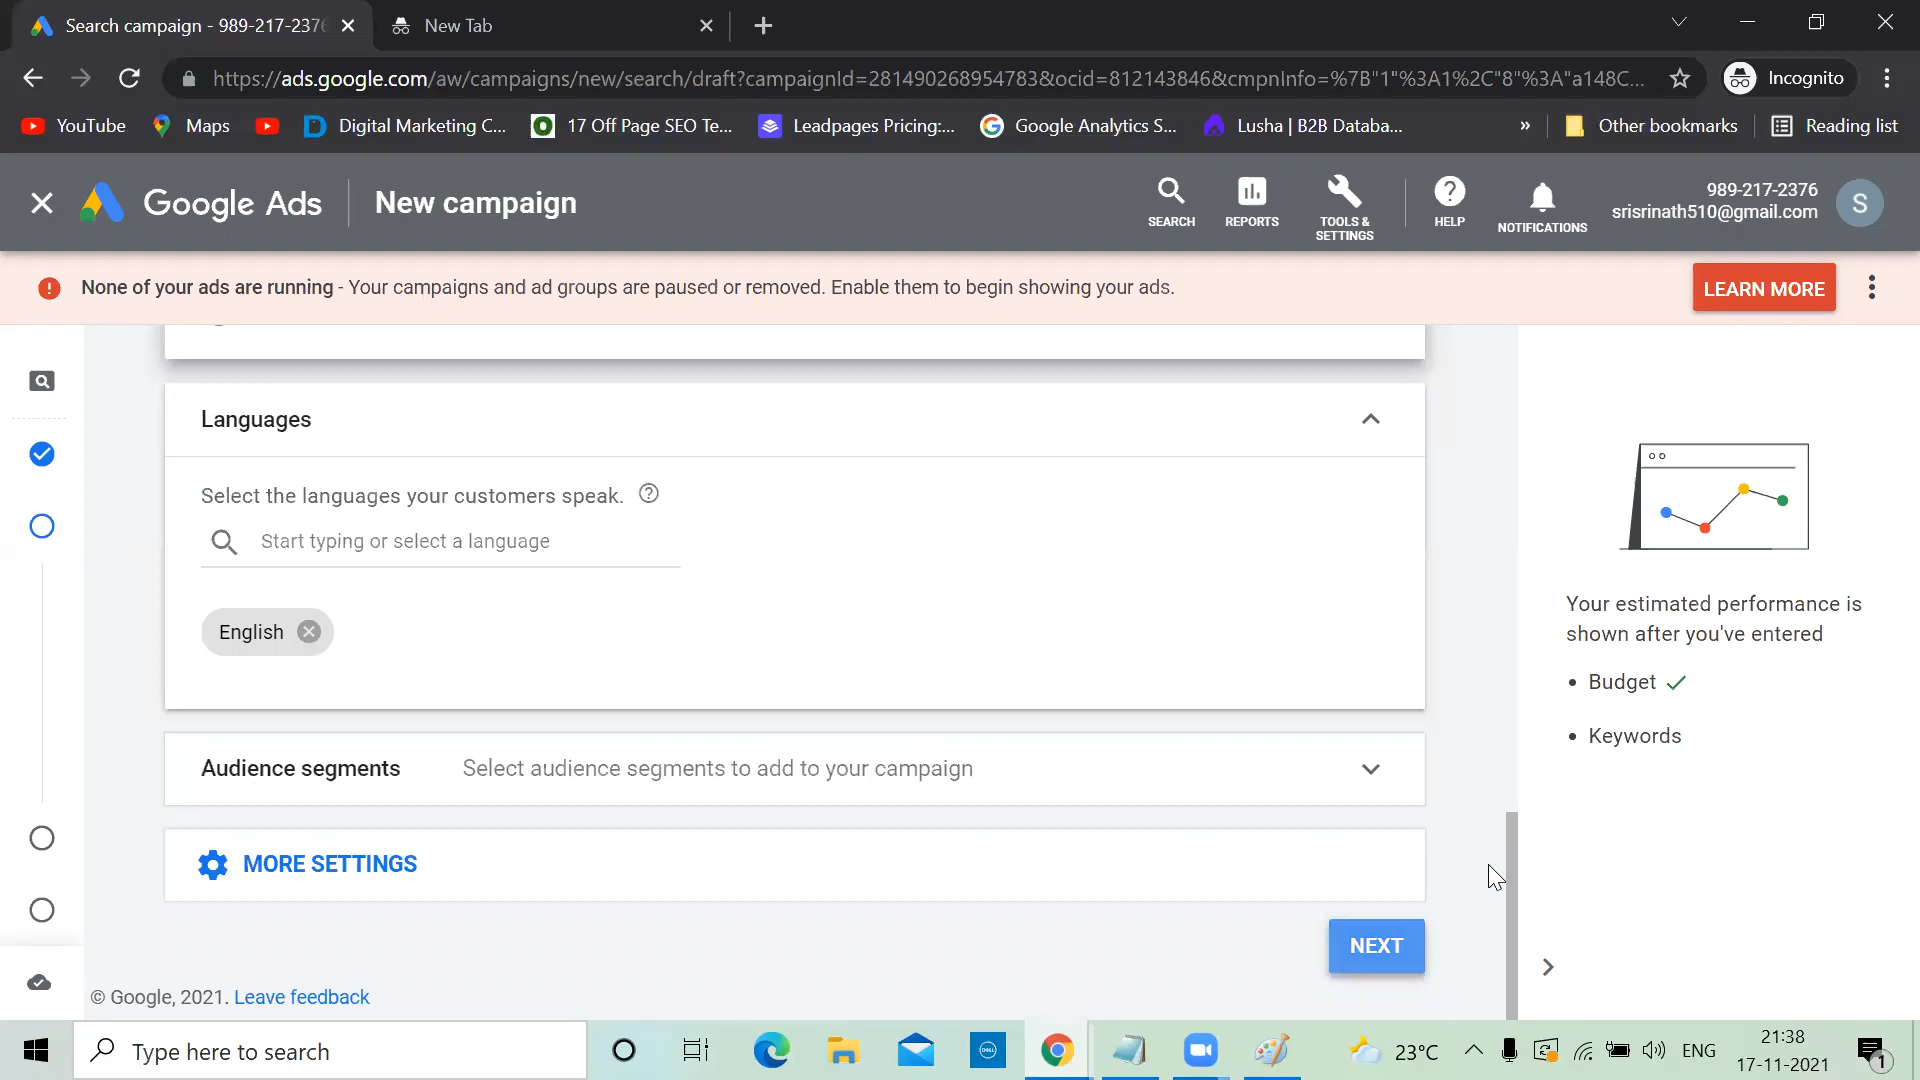 Search campaign - 989-217-2376
New Tab
https://ads.google.com/aw/campaigns/new/search/draft?campaignId=281490268954783&ocid=812143846&cmpnInfo=%7B"1"%3A1%2C"8"%3A"a148C...
Incognito
YouTube
Maps
Digital Marketing C...
17 Off Page SEO Te...
Leadpages Pricing:...
Google Analytics S...
Lusha | B2B Databa...
»
Other bookmarks
Reading list
Google Ads
New campaign
SEARCH
REPORTS
TOOLS &
SETTINGS
HELP
NOTIFICATIONS
989-217-2376
srisrinath510@gmail.com
S
None of your ads are running - Your campaigns and ad groups are paused or removed. Enable them to begin showing your ads.
LEARN MORE
Languages
Select the languages your customers speak.
Start typing or select a language
English
Audience segments
Select audience segments to add to your campaign
MORE SETTINGS
NEXT
Your estimated performance is
shown after you've entered
• Budget
• Keywords
© Google, 2021. Leave feedback
Type here to search
DELL
23°C
ENG
21:38
17-11-2021
1